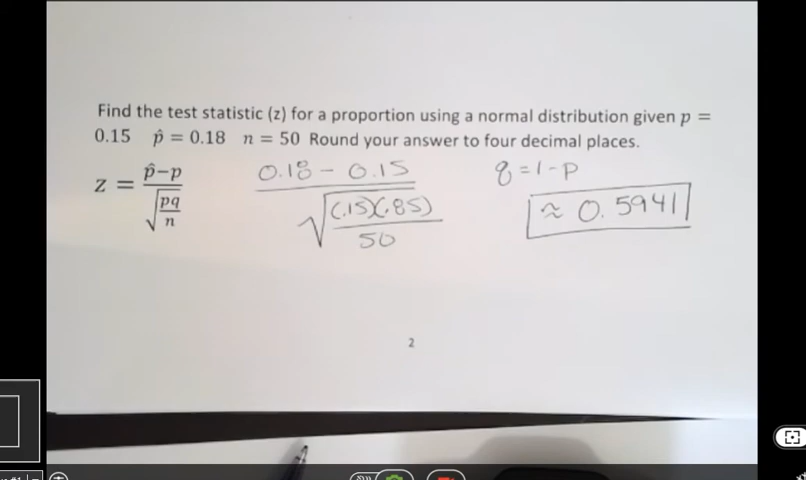 Find the test statistic (z) for a proportion using a normal distribution given p =
0.15 p̂ = 0.18 n = 50 Round your answer to four decimal places.
z = p̂−p / √(pq/n)
0.18 − 0.15 / √((.15)(.85)/50)
q = 1 − p
≈ 0.5941
2